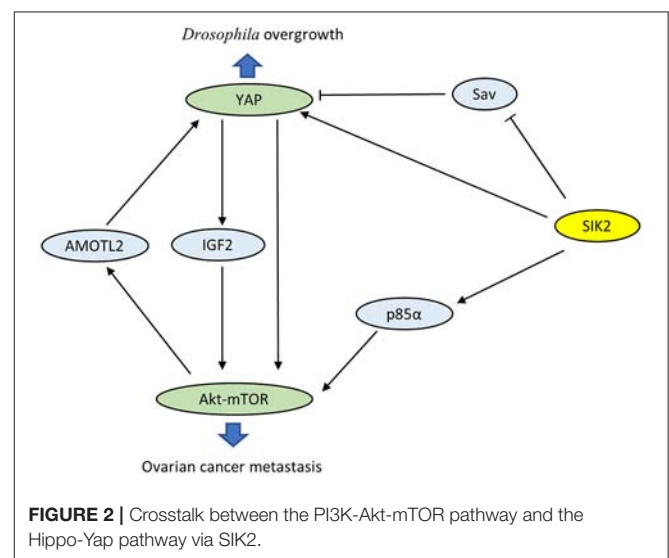 Drosophila overgrowth
YAP
Sav
SIK2
AMOTL2
IGF2
p85α
Akt-mTOR
Ovarian cancer metastasis
FIGURE 2 | Crosstalk between the PI3K-Akt-mTOR pathway and the
Hippo-Yap pathway via SIK2.